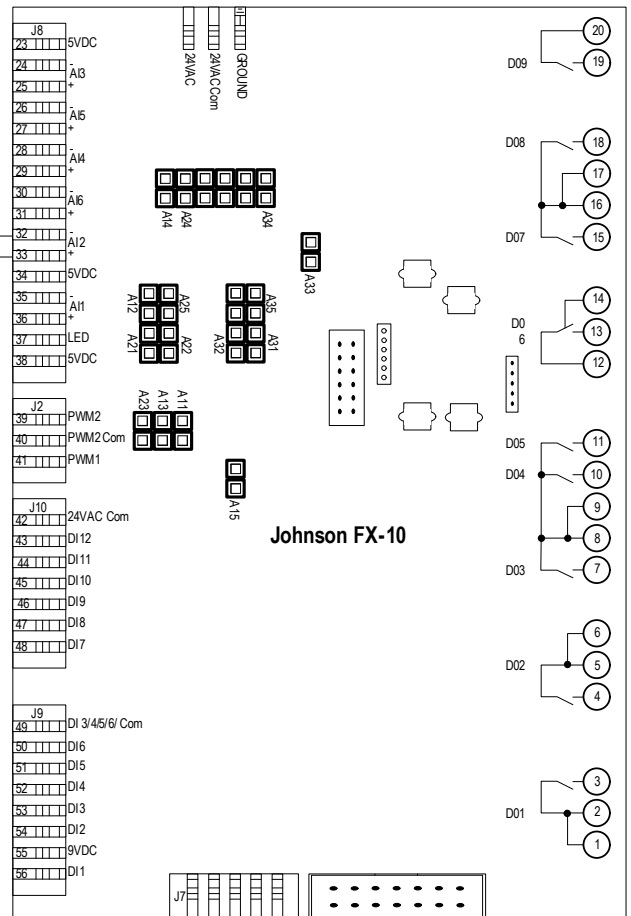 J8
23 5VDC
24 -
AI3
25 +
26 -
AI5
27 +
28 -
AI4
29 +
30 -
AI6
31 +
32 -
AI2
33 +
34 5VDC
35 -
AI1
36 +
37 LED
38 5VDC
J2
39 PWM2
40 PWM2 Com
41 PWM1
J10
42 24VAC Com
43 DI12
44 DI11
45 DI10
46 DI9
47 DI8
48 DI7
J9
49 DI 3/4/5/6/ Com
50 DI6
51 DI5
52 DI4
53 DI3
54 DI2
55 9VDC
56 DI1
24VAC
24VAC Com
GROUND
A14
A24
A34
A33
A12
A25
A21
A22
A35
A32
A31
A23
A13
A11
A15
Johnson FX-10
J7
20
D09
19
D08
18
17
16
D07
15
14
D0
6
13
12
D05
11
D04
10
9
8
D03
7
6
D02
5
4
3
D01
2
1